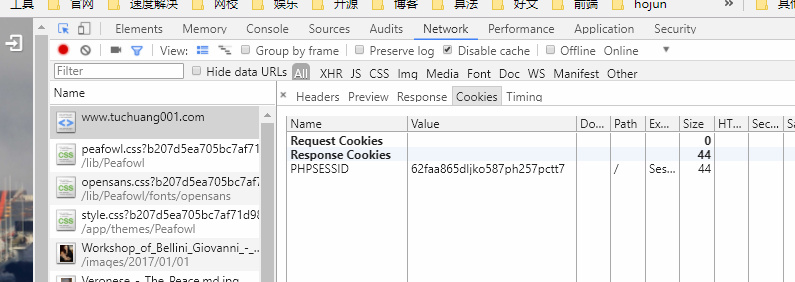 工具 官网 速度解决 网校 娱乐 开源 博客 算法 好文 前端 hojun »
Elements Memory Console Sources Audits Network Performance Application Security
View: Group by frame Preserve log Disable cache Offline Online
Filter Hide data URLs All XHR JS CSS Img Media Font Doc WS Manifest Other
Name
× Headers Preview Response Cookies Timing
www.tuchuang001.com
peafowl.css?b207d5ea705bc7af71
/lib/Peafowl
opensans.css?b207d5ea705bc7af
/lib/Peafowl/fonts/opensans
style.css?b207d5ea705bc7af71d98
/app/themes/Peafowl
Workshop_of_Bellini_Giovanni_-_...
/images/2017/01/01
Veronese_-_The_Peace.md.jpg
Name Value Do... Path Ex... Size HT... Sec... Sa
Request Cookies 0
Response Cookies 44
PHPSESSID 62faa865dljko587ph257pctt7 / Ses... 44